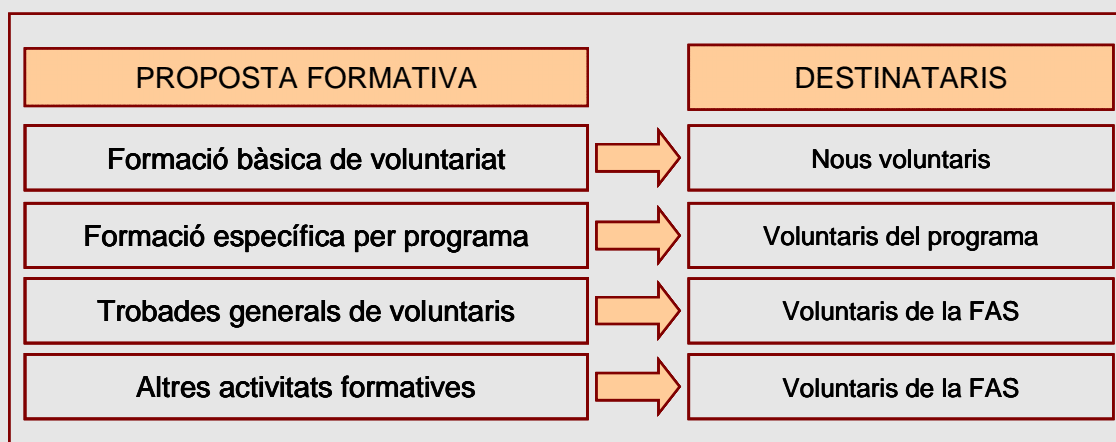 PROPOSTA FORMATIVA
DESTINATARIS
Formació bàsica de voluntariat
Nous voluntaris
Formació específica per programa
Voluntaris del programa
Trobades generals de voluntaris
Voluntaris de la FAS
Altres activitats formatives
Voluntaris de la FAS